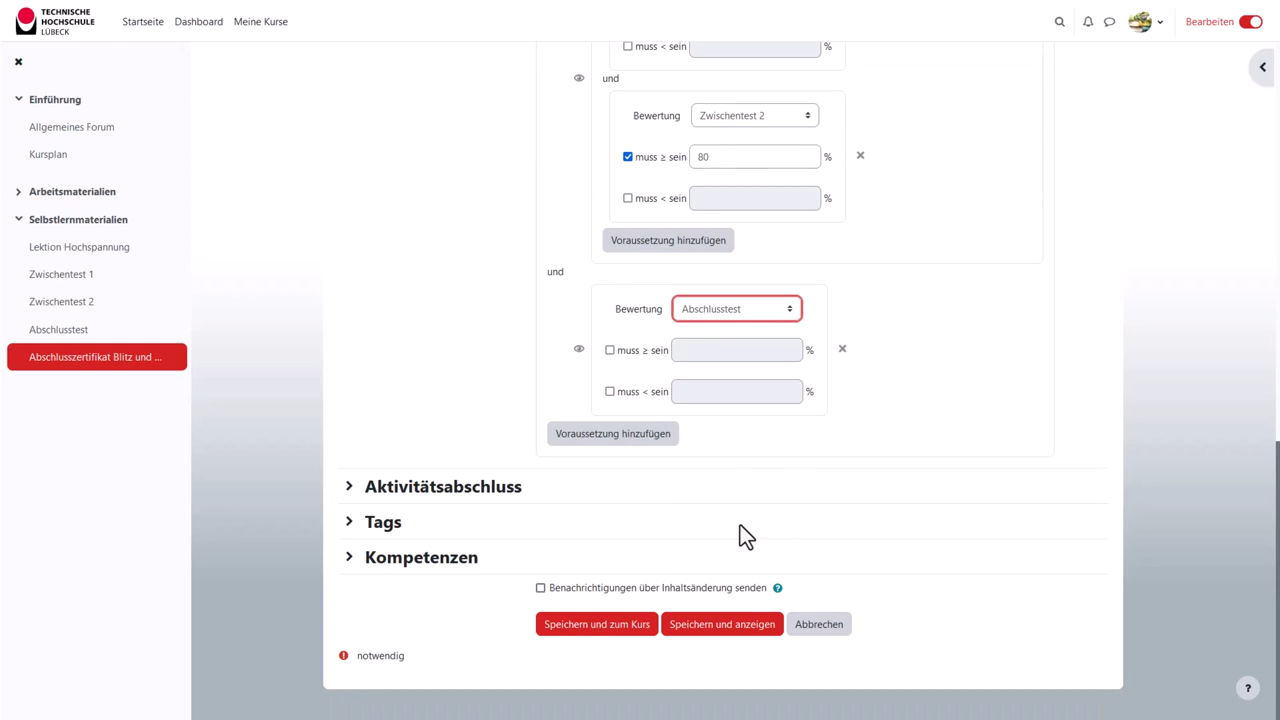 TECHNISCHE
HOCHSCHULE
LÜBECK
Startseite
Dashboard
Meine Kurse
Bearbeiten
Einführung
Allgemeines Forum
Kursplan
Arbeitsmaterialien
Selbstlernmaterialien
Lektion Hochspannung
Zwischentest 1
Zwischentest 2
Abschlusstest
Abschlusszertifikat Blitz und ...
muss < sein %
und
Bewertung Zwischentest 2
muss ≥ sein 80 %
muss < sein %
Voraussetzung hinzufügen
und
Bewertung Abschlusstest
muss ≥ sein %
muss < sein %
Voraussetzung hinzufügen
Aktivitätsabschluss
Tags
Kompetenzen
Benachrichtigungen über Inhaltsänderung senden ?
Speichern und zum Kurs
Speichern und anzeigen
Abbrechen
notwendig
?